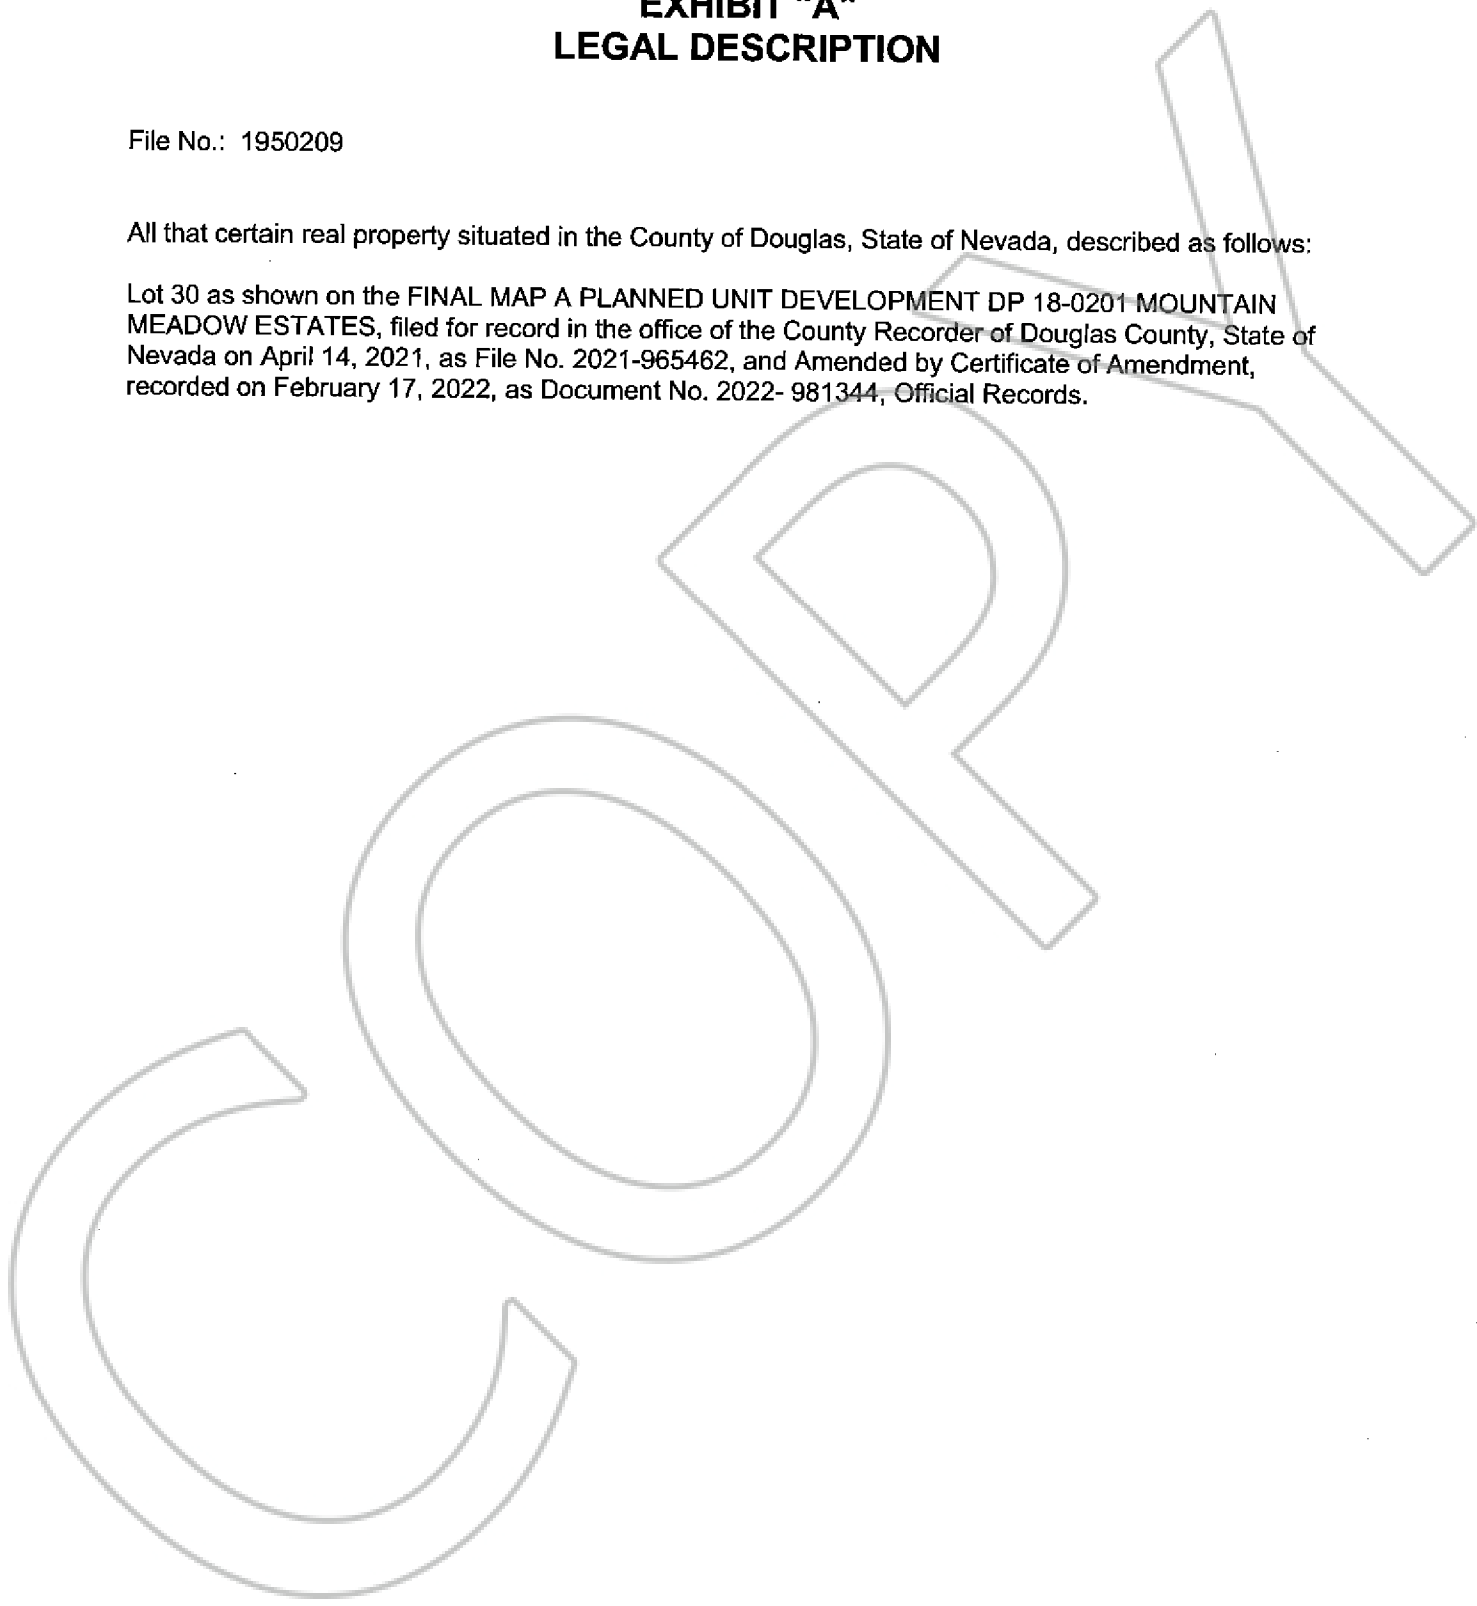 EXHIBIT "A"
LEGAL DESCRIPTION
File No.: 1950209
All that certain real property situated in the County of Douglas, State of Nevada, described as follows:
Lot 30 as shown on the FINAL MAP A PLANNED UNIT DEVELOPMENT DP 18-0201 MOUNTAIN
MEADOW ESTATES, filed for record in the office of the County Recorder of Douglas County, State of
Nevada on April 14, 2021, as File No. 2021-965462, and Amended by Certificate of Amendment,
recorded on February 17, 2022, as Document No. 2022- 981344, Official Records.
COPY